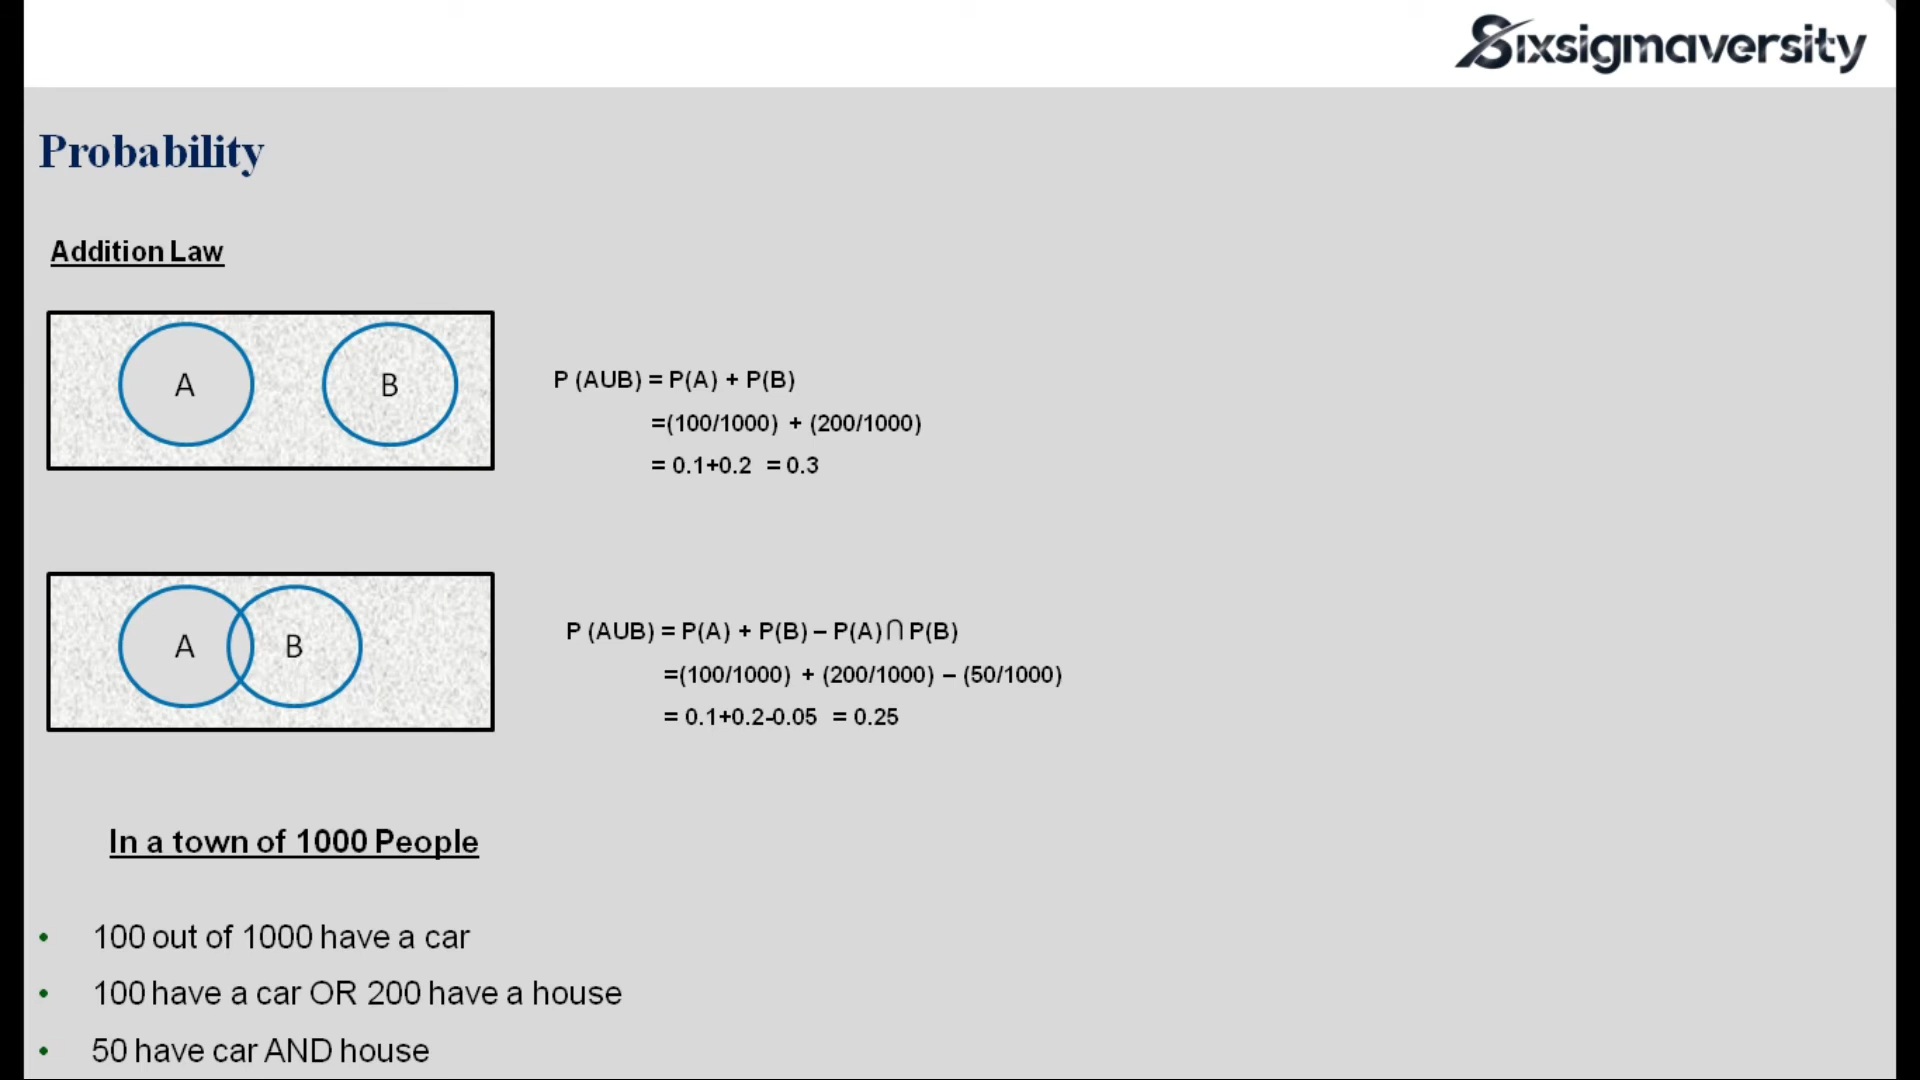 Sixsigmaversity
Probability
Addition Law
A
B
P (AUB) = P(A) + P(B)
=(100/1000) + (200/1000)
= 0.1+0.2 = 0.3
A
B
P (AUB) = P(A) + P(B) – P(A)∩P(B)
=(100/1000) + (200/1000) – (50/1000)
= 0.1+0.2-0.05 = 0.25
In a town of 1000 People
• 100 out of 1000 have a car
• 100 have a car OR 200 have a house
• 50 have car AND house